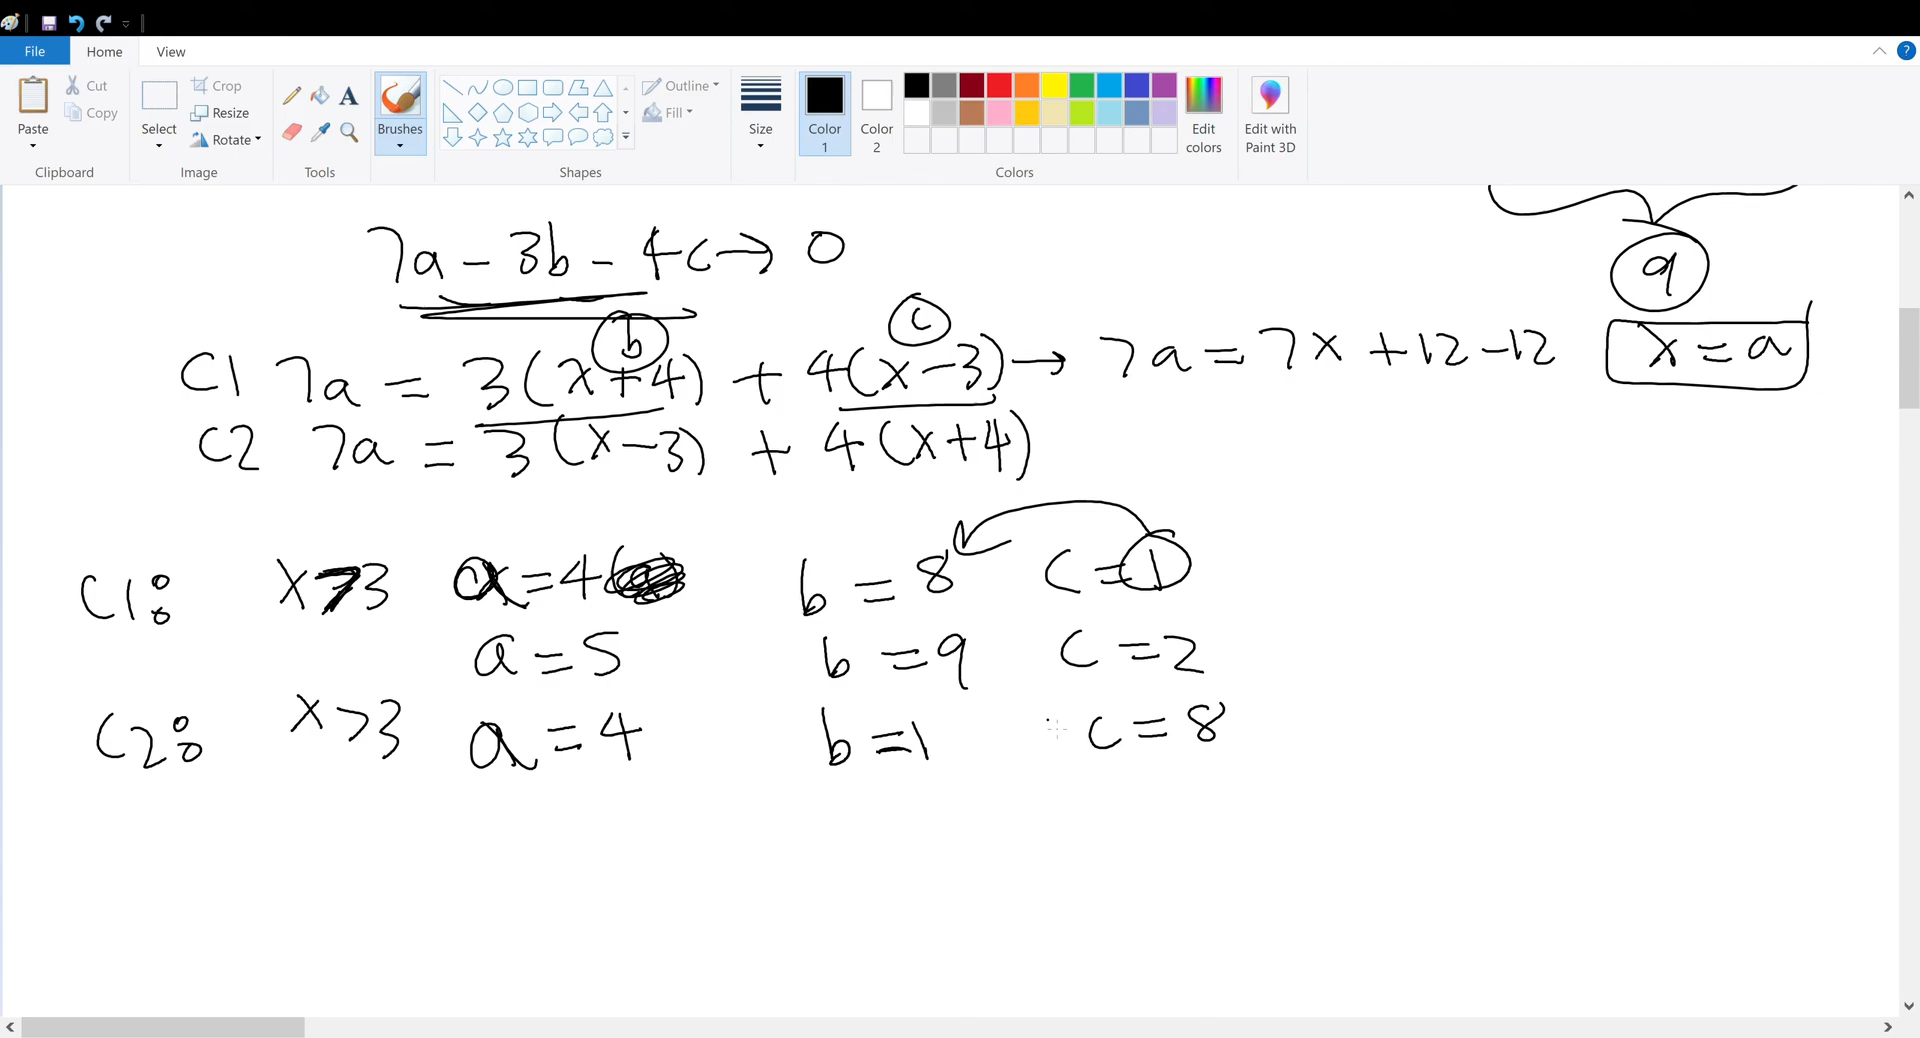 File Home View
Paste Cut Copy Clipboard
Select Crop Resize Rotate Image
Tools
Brushes
Outline Fill Shapes
Size
Color 1 Color 2 Edit colors Colors
Edit with Paint 3D
7a - 3b - 4c → 0
a
b c
C1 7a = 3(x+4) + 4(x-3) → 7a = 7x + 12 - 12 x = a
C2 7a = 3(x-3) + 4(x+4)
C1: x > 3 a = 4 b = 8 c = 1
a = 5 b = 9 c = 2
C2: x > 3 a = 4 b = 1 c = 8